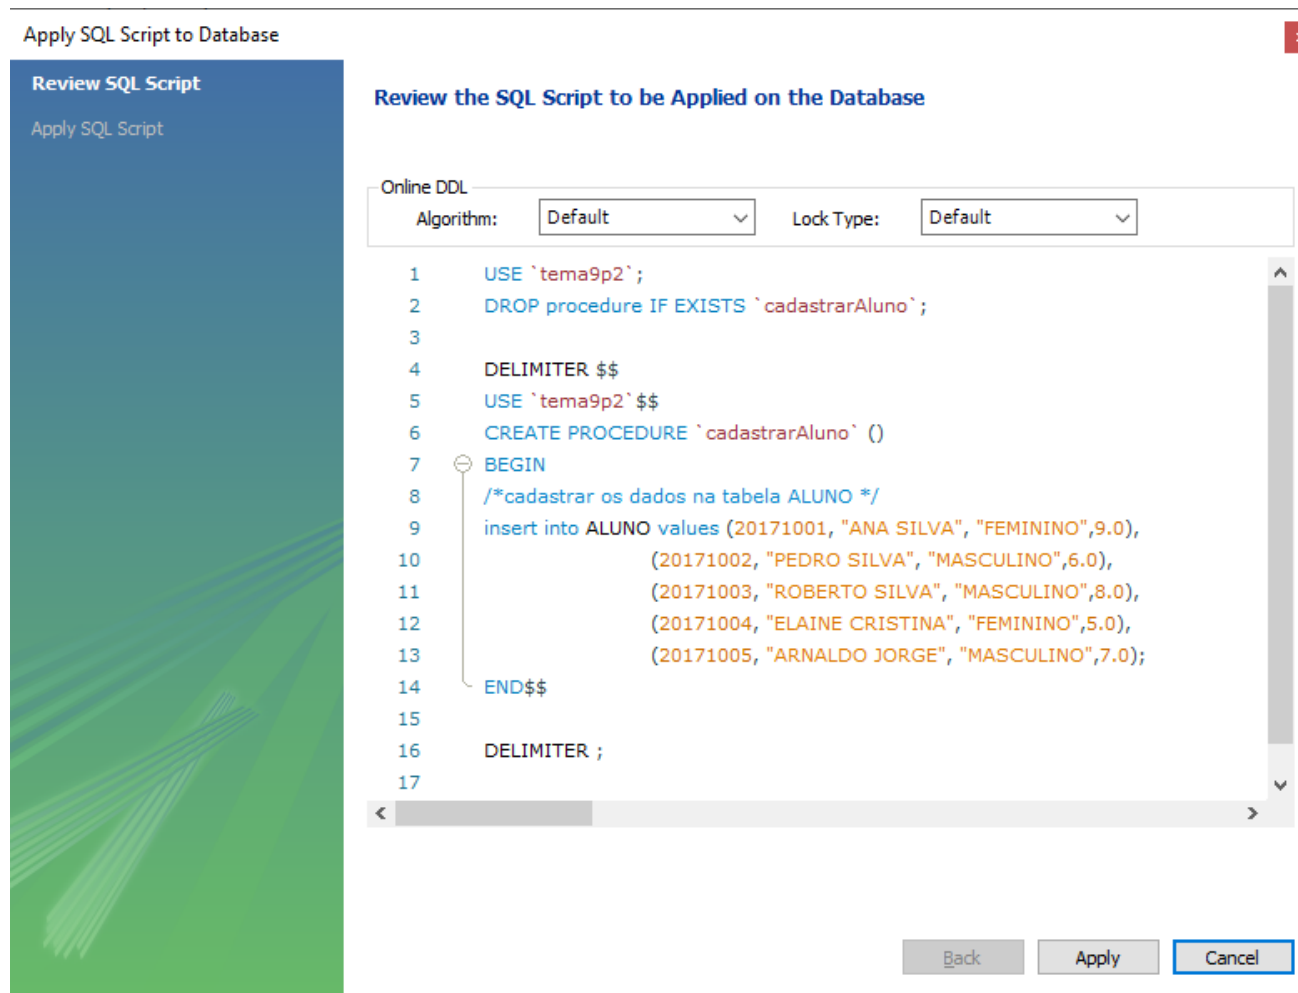 Apply SQL Script to Database
Review SQL Script
Apply SQL Script
Review the SQL Script to be Applied on the Database
Online DDL
Algorithm: Default Lock Type: Default
1 USE `tema9p2`;
2 DROP procedure IF EXISTS `cadastrarAluno`;
3
4 DELIMITER $$
5 USE `tema9p2`$$
6 CREATE PROCEDURE `cadastrarAluno` ()
7 BEGIN
8 /*cadastrar os dados na tabela ALUNO */
9 insert into ALUNO values (20171001, "ANA SILVA", "FEMININO",9.0),
10 (20171002, "PEDRO SILVA", "MASCULINO",6.0),
11 (20171003, "ROBERTO SILVA", "MASCULINO",8.0),
12 (20171004, "ELAINE CRISTINA", "FEMININO",5.0),
13 (20171005, "ARNALDO JORGE", "MASCULINO",7.0);
14 END$$
15
16 DELIMITER ;
17
Back Apply Cancel